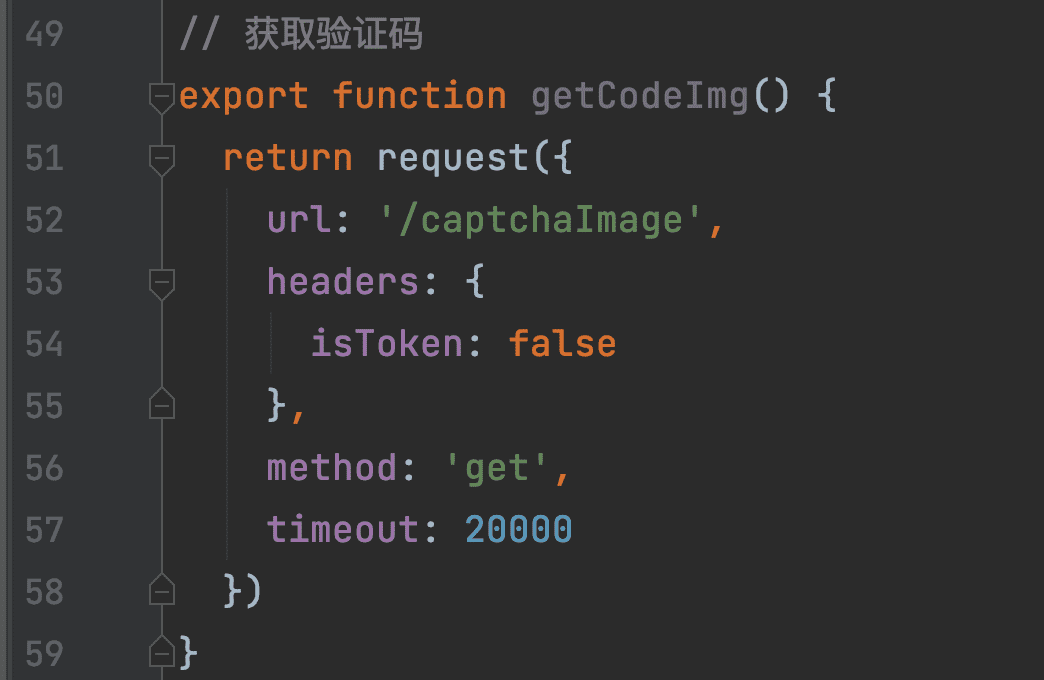 49 // 获取验证码
50 export function getCodeImg() {
51   return request({
52     url: '/captchaImage',
53     headers: {
54       isToken: false
55     },
56     method: 'get',
57     timeout: 20000
58   })
59 }